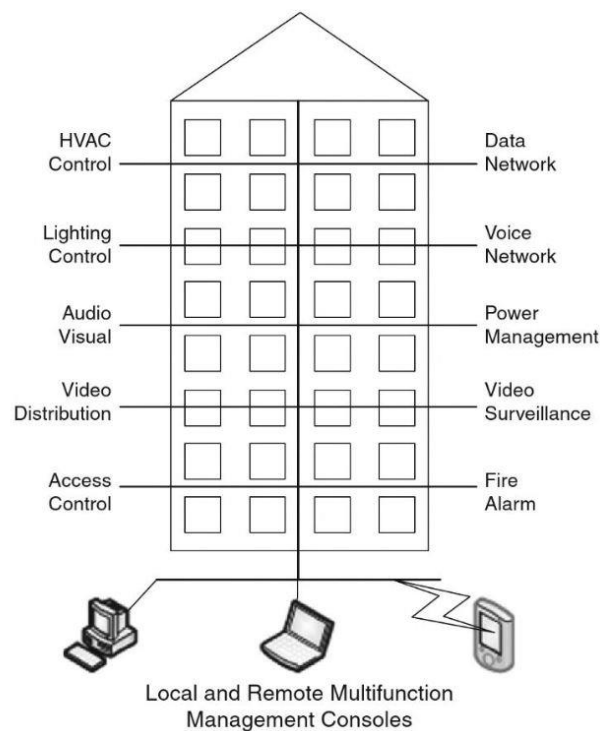 HVAC
Control
Data
Network
Lighting
Control
Voice
Network
Audio
Visual
Power
Management
Video
Distribution
Video
Surveillance
Access
Control
Fire
Alarm
Local and Remote Multifunction
Management Consoles